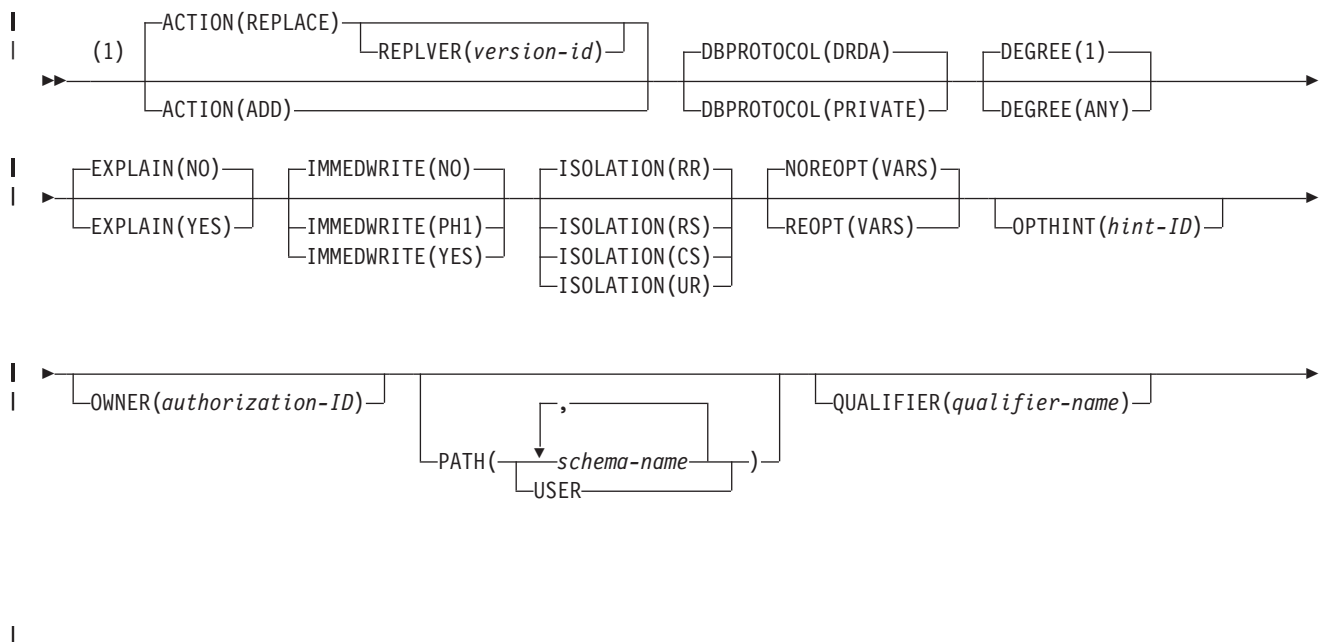 ACTION(REPLACE)
(1) REPLVER(version-id) DBPROTOCOL(DRDA) DEGREE(1)
ACTION(ADD) DBPROTOCOL(PRIVATE) DEGREE(ANY)
EXPLAIN(NO) IMMEDWRITE(NO) ISOLATION(RR) NOREOPT(VARS)
EXPLAIN(YES) IMMEDWRITE(PH1) ISOLATION(RS) REOPT(VARS) OPTHINT(hint-ID)
IMMEDWRITE(YES) ISOLATION(CS)
ISOLATION(UR)
OWNER(authorization-ID) , QUALIFIER(qualifier-name)
PATH( schema-name )
USER